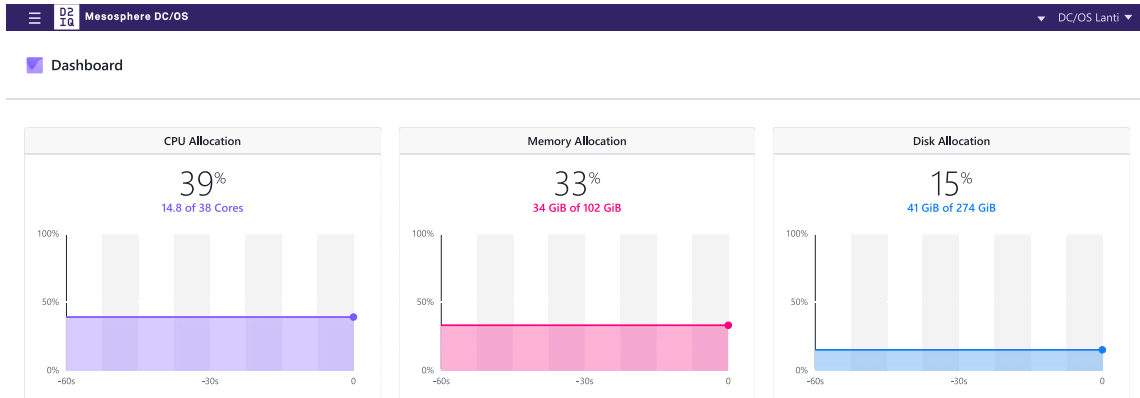 D2 IQ Mesosphere DC/OS
DC/OS Lanti
Dashboard
CPU Allocation
39%
14.8 of 38 Cores
100%
50%
0%
-60s -30s 0
Memory Allocation
33%
34 GiB of 102 GiB
100%
50%
0%
-60s -30s 0
Disk Allocation
15%
41 GiB of 274 GiB
100%
50%
0%
-60s -30s 0